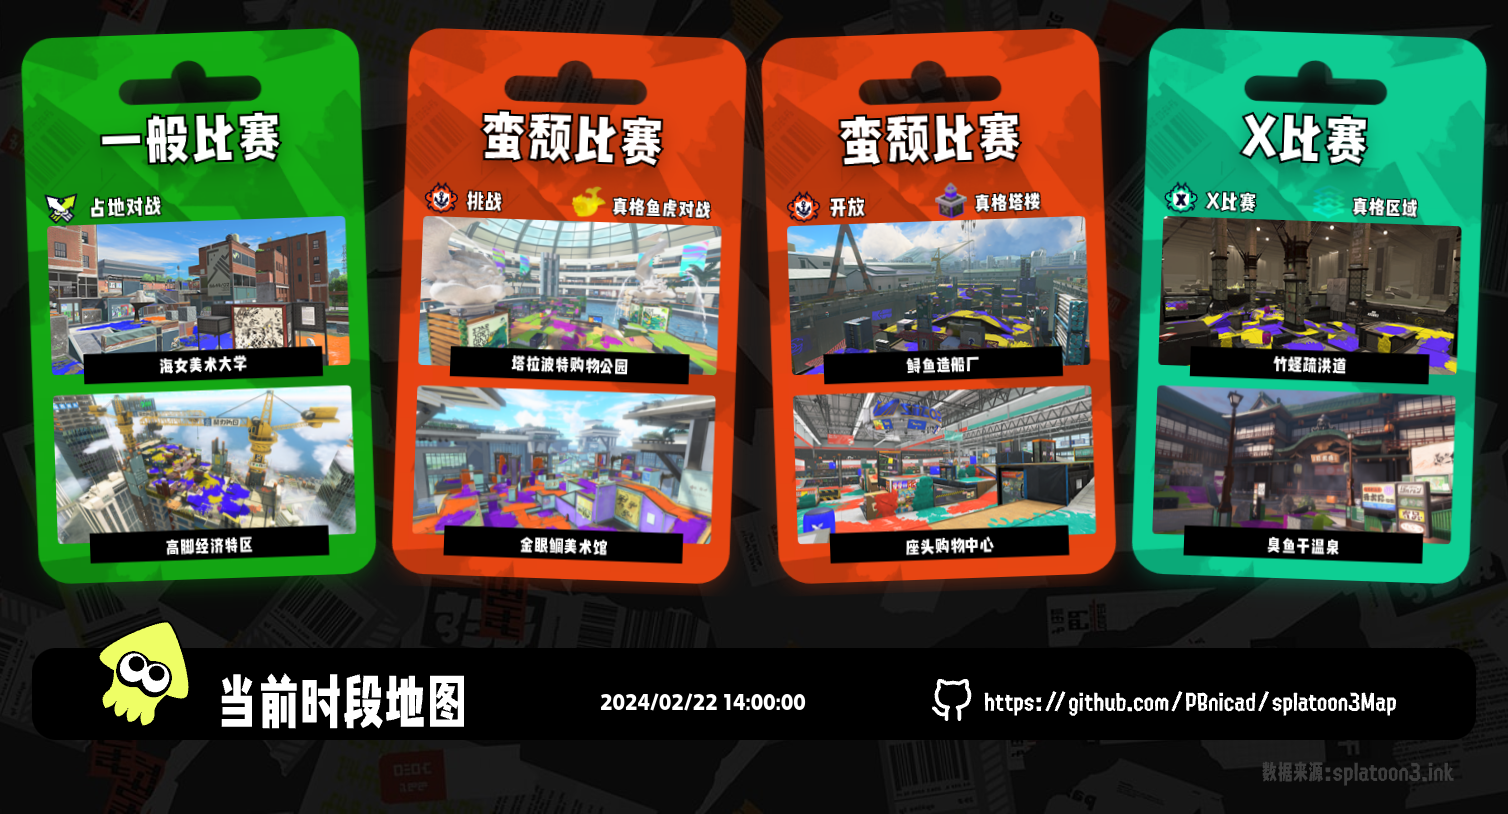 一般比赛
占地对战
海女美术大学
高脚经济特区
蛮颓比赛
挑战
真格鱼虎对战
塔拉波特购物公园
金眼鲷美术馆
蛮颓比赛
开放
真格塔楼
鲟鱼造船厂
座头购物中心
X比赛
X比赛
真格区域
竹蛏疏洪道
臭鱼干温泉
当前时段地图
2024/02/22 14:00:00
https://github.com/PBnicad/splatoon3Map
数据来源:splatoon3.ink